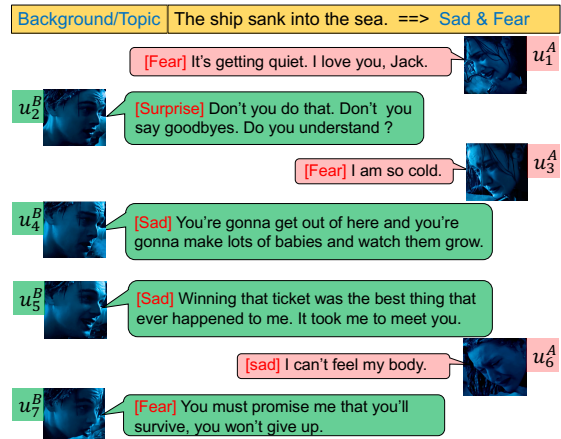 Background/Topic The ship sank into the sea. ==> Sad & Fear
[Fear] It's getting quiet. I love you, Jack. u₁ᴬ
u₂ᴮ [Surprise] Don't you do that. Don't you
say goodbyes. Do you understand ?
[Fear] I am so cold. u₃ᴬ
u₄ᴮ [Sad] You're gonna get out of here and you're
gonna make lots of babies and watch them grow.
u₅ᴮ [Sad] Winning that ticket was the best thing that
ever happened to me. It took me to meet you.
[sad] I can't feel my body. u₆ᴬ
u₇ᴮ [Fear] You must promise me that you'll
survive, you won't give up.